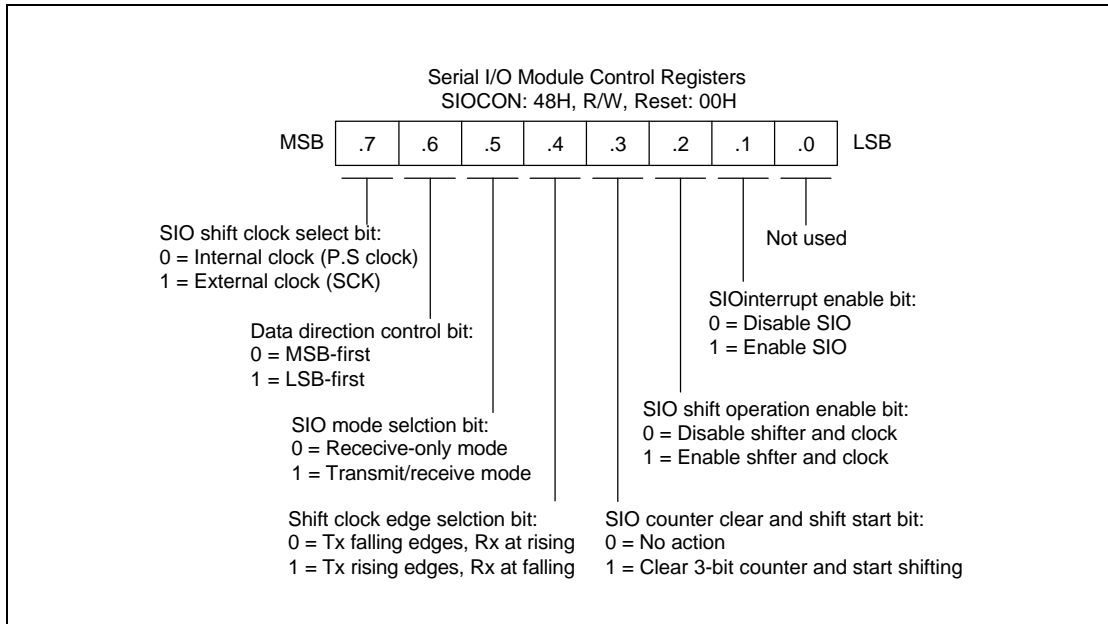 Serial I/O Module Control Registers
SIOCON: 48H, R/W, Reset: 00H
MSB .7 .6 .5 .4 .3 .2 .1 .0 LSB
SIO shift clock select bit:
0 = Internal clock (P.S clock)
1 = External clock (SCK)
Not used
SIOinterrupt enable bit:
0 = Disable SIO
1 = Enable SIO
Data direction control bit:
0 = MSB-first
1 = LSB-first
SIO shift operation enable bit:
0 = Disable shifter and clock
1 = Enable shfter and clock
SIO mode selction bit:
0 = Rececive-only mode
1 = Transmit/receive mode
Shift clock edge selction bit:
0 = Tx falling edges, Rx at rising
1 = Tx rising edges, Rx at falling
SIO counter clear and shift start bit:
0 = No action
1 = Clear 3-bit counter and start shifting